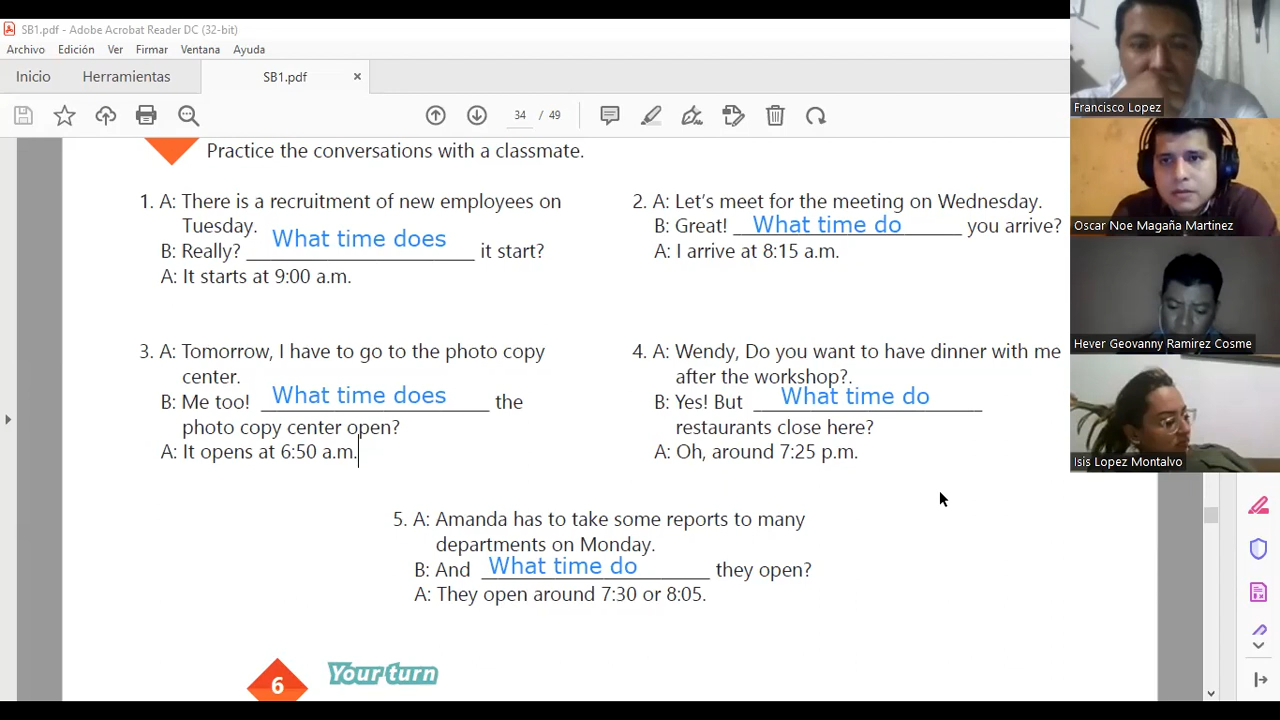 SB1.pdf - Adobe Acrobat Reader DC (32-bit)
Archivo Edición Ver Firmar Ventana Ayuda
Inicio Herramientas SB1.pdf ×
34 / 49
Practice the conversations with a classmate.
1. A: There is a recruitment of new employees on
Tuesday.
B: Really? What time does it start?
A: It starts at 9:00 a.m.
2. A: Let's meet for the meeting on Wednesday.
B: Great! What time do you arrive?
A: I arrive at 8:15 a.m.
3. A: Tomorrow, I have to go to the photo copy
center.
B: Me too! What time does the
photo copy center open?
A: It opens at 6:50 a.m.
4. A: Wendy, Do you want to have dinner with me
after the workshop?.
B: Yes! But What time do
restaurants close here?
A: Oh, around 7:25 p.m.
5. A: Amanda has to take some reports to many
departments on Monday.
B: And What time do they open?
A: They open around 7:30 or 8:05.
6 Your turn
Francisco Lopez
Oscar Noe Magaña Martinez
Hever Geovanny Ramirez Cosme
Isis Lopez Montalvo